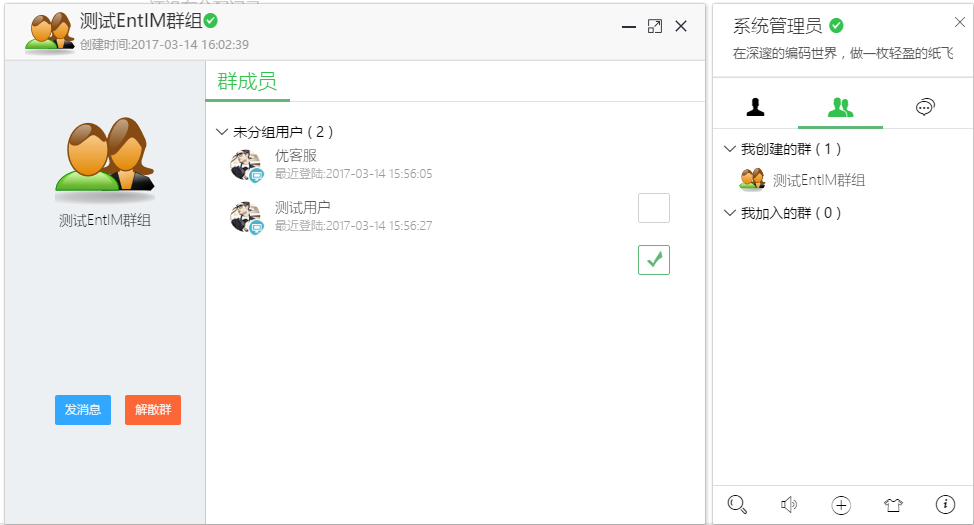 测试EntIM群组
创建时间:2017-03-14 16:02:39
测试EntIM群组
发消息
解散群
群成员
未分组用户 ( 2 )
优客服
最近登陆:2017-03-14 15:56:05
测试用户
最近登陆:2017-03-14 15:56:27
系统管理员
在深邃的编码世界，做一枚轻盈的纸飞
我创建的群 ( 1 )
测试EntIM群组
我加入的群 ( 0 )